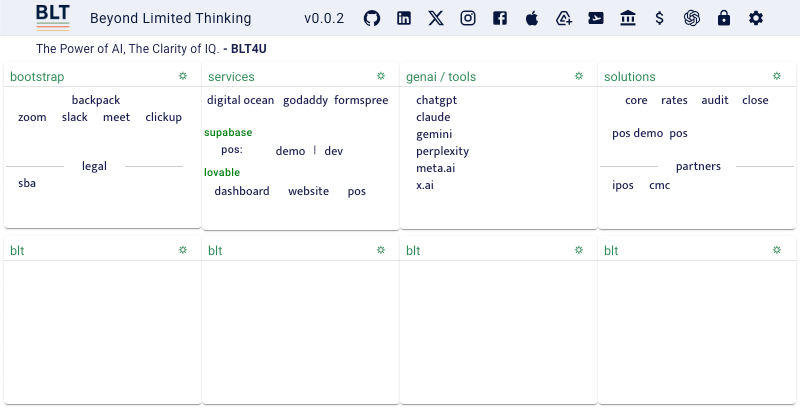 BLT Beyond Limited Thinking v0.0.2
The Power of AI, The Clarity of IQ. - BLT4U
bootstrap
backpack
zoom slack meet clickup
legal
sba
services
digital ocean godaddy formspree
supabase
pos: demo | dev
lovable
dashboard website pos
genai / tools
chatgpt
claude
gemini
perplexity
meta.ai
x.ai
solutions
core rates audit close
pos demo pos
partners
ipos cmc
blt
blt
blt
blt